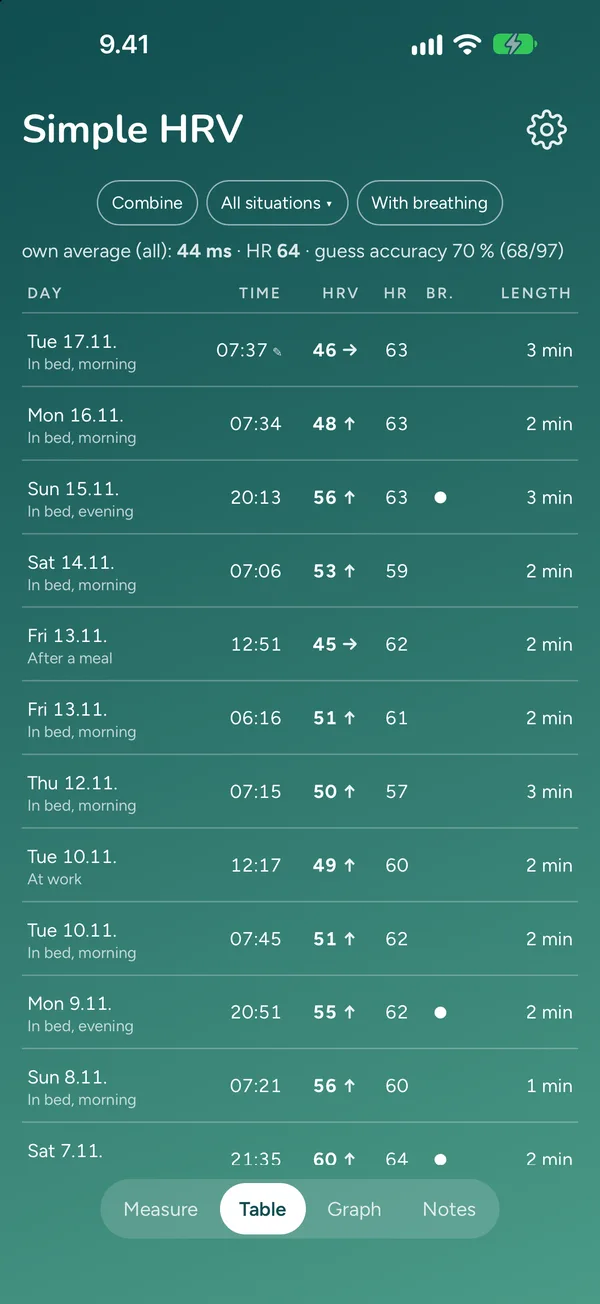 9.41
Simple HRV
Combine All situations ▾ With breathing
own average (all): 44 ms · HR 64 · guess accuracy 70 % (68/97)
DAY TIME HRV HR BR. LENGTH
Tue 17.11. 07:37 ✎ 46 → 63 3 min
In bed, morning
Mon 16.11. 07:34 48 ↑ 63 2 min
In bed, morning
Sun 15.11. 20:13 56 ↑ 63 ● 3 min
In bed, evening
Sat 14.11. 07:06 53 ↑ 59 2 min
In bed, morning
Fri 13.11. 12:51 45 → 62 2 min
After a meal
Fri 13.11. 06:16 51 ↑ 61 2 min
In bed, morning
Thu 12.11. 07:15 50 ↑ 57 3 min
In bed, morning
Tue 10.11. 12:17 49 ↑ 60 2 min
At work
Tue 10.11. 07:45 51 ↑ 62 2 min
In bed, morning
Mon 9.11. 20:51 55 ↑ 62 ● 2 min
In bed, evening
Sun 8.11. 07:21 56 ↑ 60 1 min
In bed, morning
Sat 7.11. 21:35 60 ↑ 64 ● 2 min
Measure Table Graph Notes